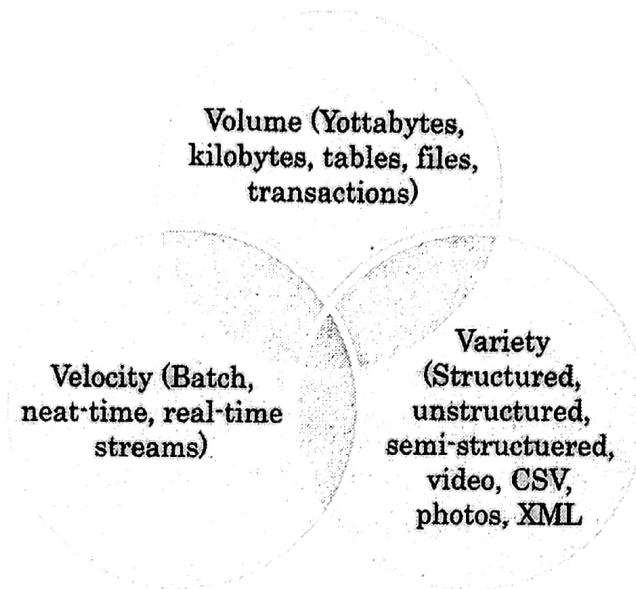 Volume (Yottabytes,
kilobytes, tables, files,
transactions)
Velocity (Batch,
neat-time, real-time
streams)
Variety
(Structured,
unstructured,
semi-structuered,
video, CSV,
photos, XML